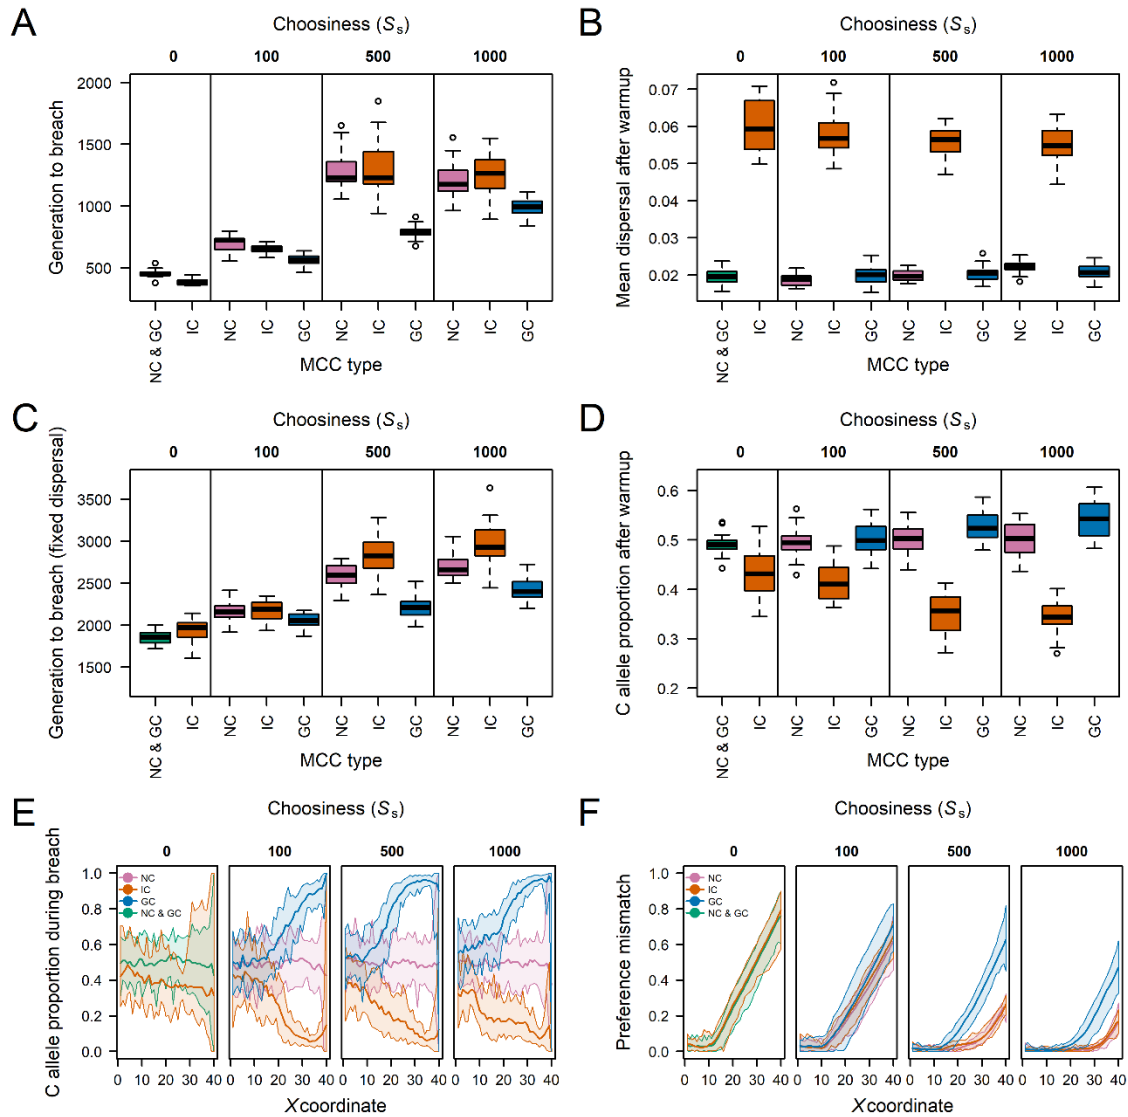 A
Choosiness (Ss)
0 100 500 1000
Generation to breach
2000
1500
1000
500
NC & GC IC NC IC GC NC IC GC NC IC GC
MCC type
B
Choosiness (Ss)
0 100 500 1000
Mean dispersal after warmup
0.07
0.06
0.05
0.04
0.03
0.02
NC & GC IC NC IC GC NC IC GC NC IC GC
MCC type
C
Choosiness (Ss)
0 100 500 1000
Generation to breach (fixed dispersal)
3500
3000
2500
2000
1500
NC & GC IC NC IC GC NC IC GC NC IC GC
MCC type
D
Choosiness (Ss)
0 100 500 1000
C allele proportion after warmup
0.6
0.5
0.4
0.3
0.2
NC & GC IC NC IC GC NC IC GC NC IC GC
MCC type
E
Choosiness (Ss)
0 100 500 1000
C allele proportion during breach
1.0
0.8
0.6
0.4
0.2
0.0
NC
IC
GC
NC & GC
0 10 20 30 40 0 10 20 30 40 0 10 20 30 40 0 10 20 30 40
X coordinate
F
Choosiness (Ss)
0 100 500 1000
Preference mismatch
1.0
0.8
0.6
0.4
0.2
0.0
NC
IC
GC
NC & GC
0 10 20 30 40 0 10 20 30 40 0 10 20 30 40 0 10 20 30 40
X coordinate